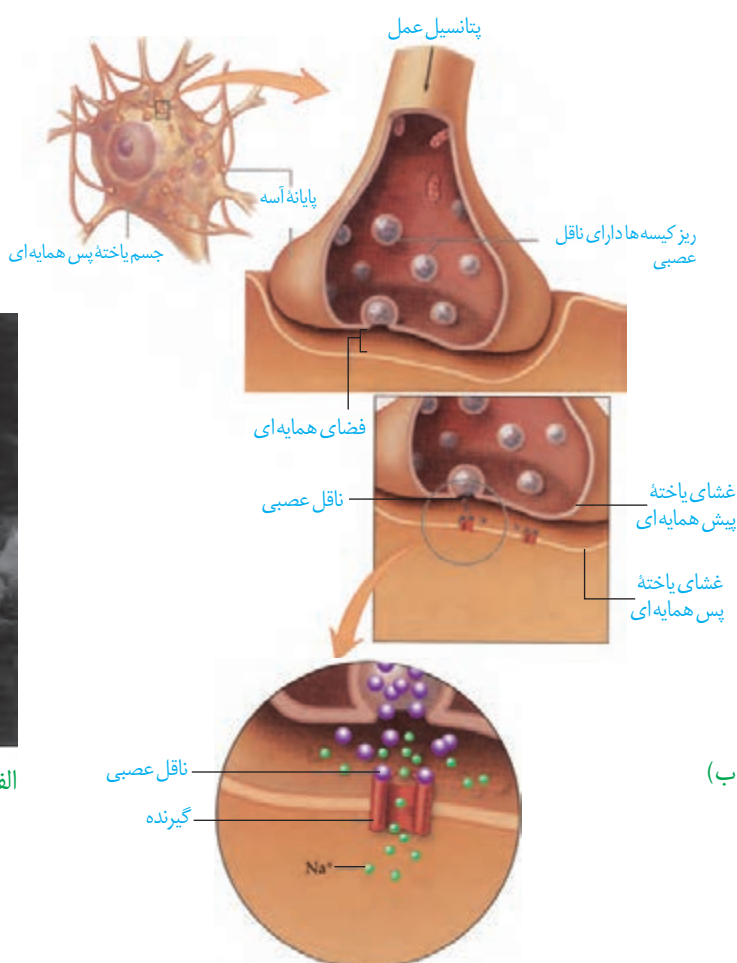 پتانسیل عمل
پایانهٔ آسه
جسم یاختهٔ پس همایه‌ای
ریز کیسه‌ها دارای ناقل
عصبی
فضای همایه‌ای
ناقل عصبی
غشای یاختهٔ
پیش همایه‌ای
غشای یاختهٔ
پس همایه‌ای
ب)
ناقل عصبی
گیرنده
Na+